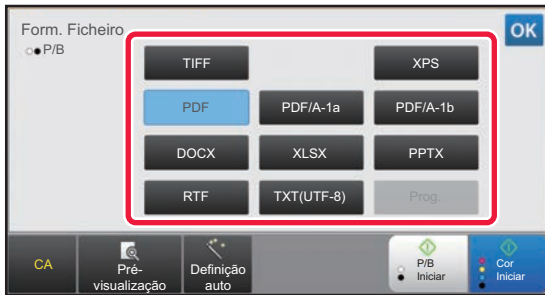 Form. Ficheiro
P/B
OK
TIFF
XPS
PDF
PDF/A-1a
PDF/A-1b
DOCX
XLSX
PPTX
RTF
TXT(UTF-8)
Prog.
CA
Pré-
visualização
Definição
auto
P/B
Iniciar
Cor
Iniciar